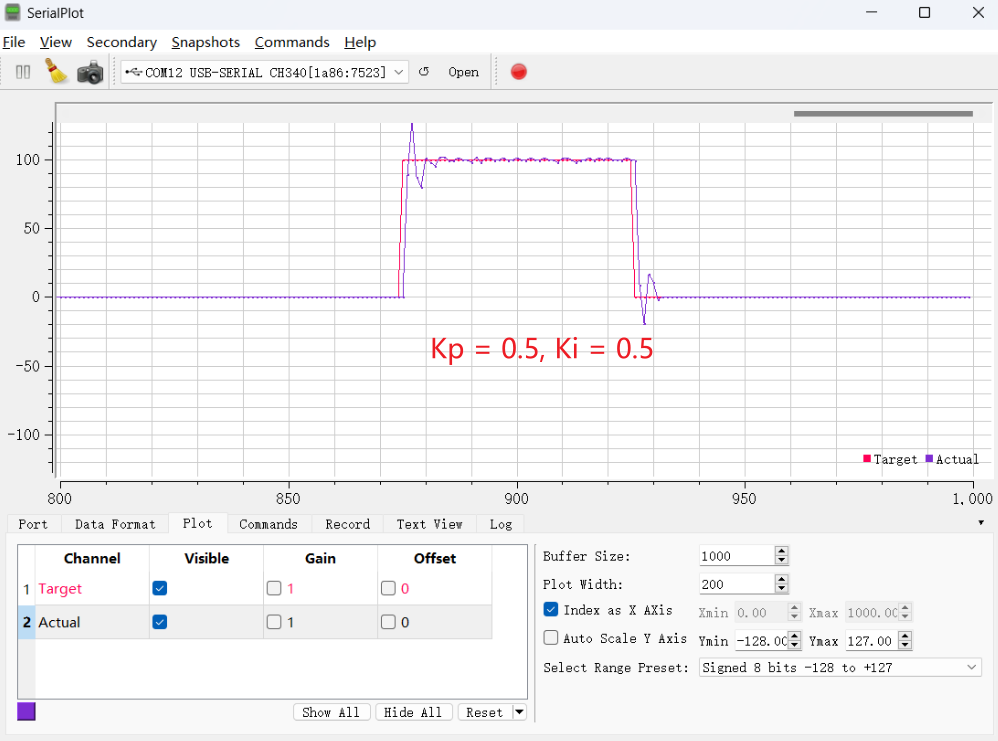 SerialPlot
File View Secondary Snapshots Commands Help
COM12 USB-SERIAL CH340[1a86:7523] Open
100
50
0
-50
-100
Kp = 0.5, Ki = 0.5
Target Actual
800 850 900 950 1,000
Port Data Format Plot Commands Record Text View Log
Channel Visible Gain Offset
1 Target 1 0
2 Actual 1 0
Show All Hide All Reset
Buffer Size: 1000
Plot Width: 200
Index as X AXis Xmin 0.00 Xmax 1000.00
Auto Scale Y Axis Ymin -128.00 Ymax 127.00
Select Range Preset: Signed 8 bits -128 to +127